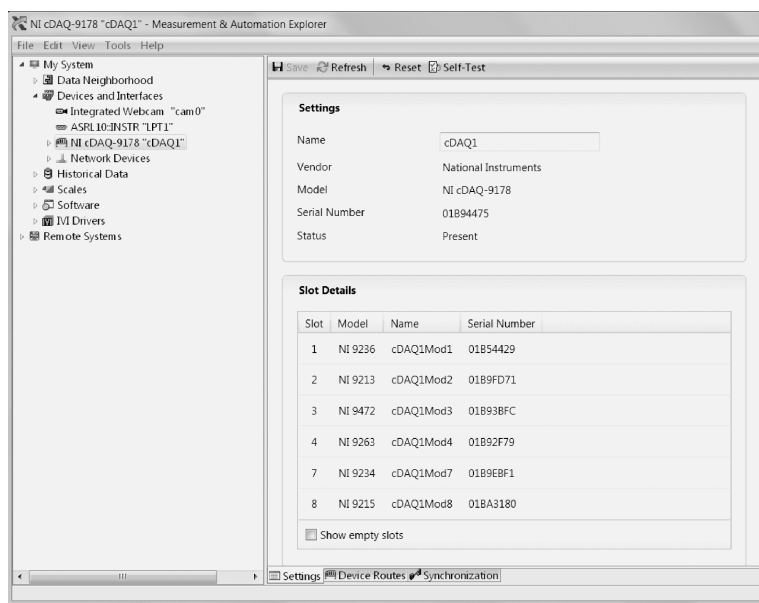 NI cDAQ-9178 "cDAQ1" - Measurement & Automation Explorer
File Edit View Tools Help
My System
Data Neighborhood
Devices and Interfaces
Integrated Webcam "cam0"
ASRL10::INSTR "LPT1"
NI cDAQ-9178 "cDAQ1"
Network Devices
Historical Data
Scales
Software
IVI Drivers
Remote Systems
Save Refresh Reset Self-Test
Settings
Name cDAQ1
Vendor National Instruments
Model NI cDAQ-9178
Serial Number 01B94475
Status Present
Slot Details
Slot Model Name Serial Number
1 NI 9236 cDAQ1Mod1 01B54429
2 NI 9213 cDAQ1Mod2 01B9FD71
3 NI 9472 cDAQ1Mod3 01B93BFC
4 NI 9263 cDAQ1Mod4 01B92F79
7 NI 9234 cDAQ1Mod7 01B9EBF1
8 NI 9215 cDAQ1Mod8 01BA3180
Show empty slots
Settings Device Routes Synchronization